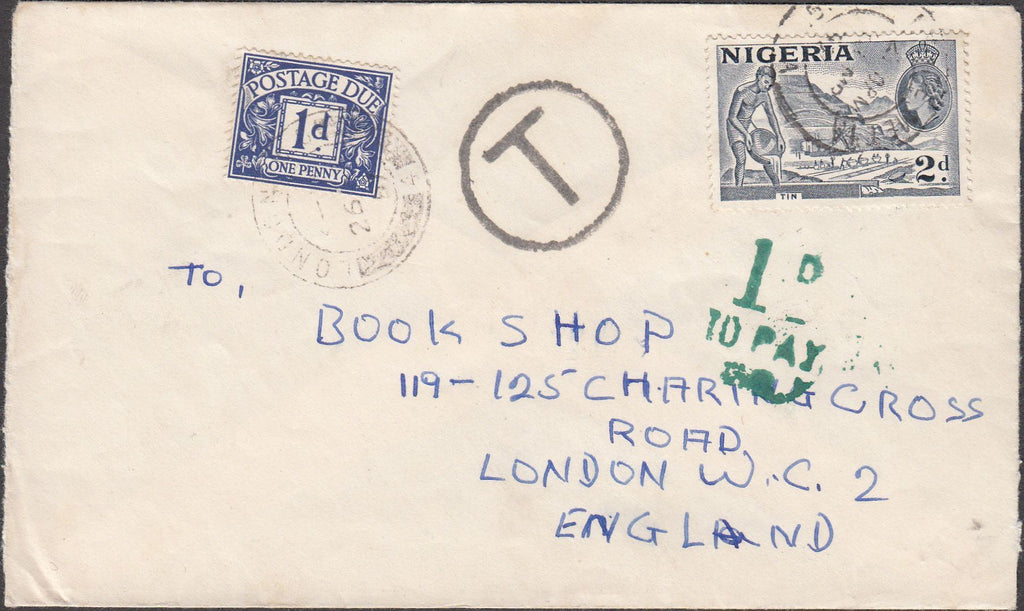 POSTAGE DUE
1d.
ONE PENNY
LONDON
T
NIGERIA
2d.
TIN
1D
TO PAY
TO,
BOOK SHOP
119-125 CHARING CROSS
ROAD,
LONDON W.C. 2
ENGLAND